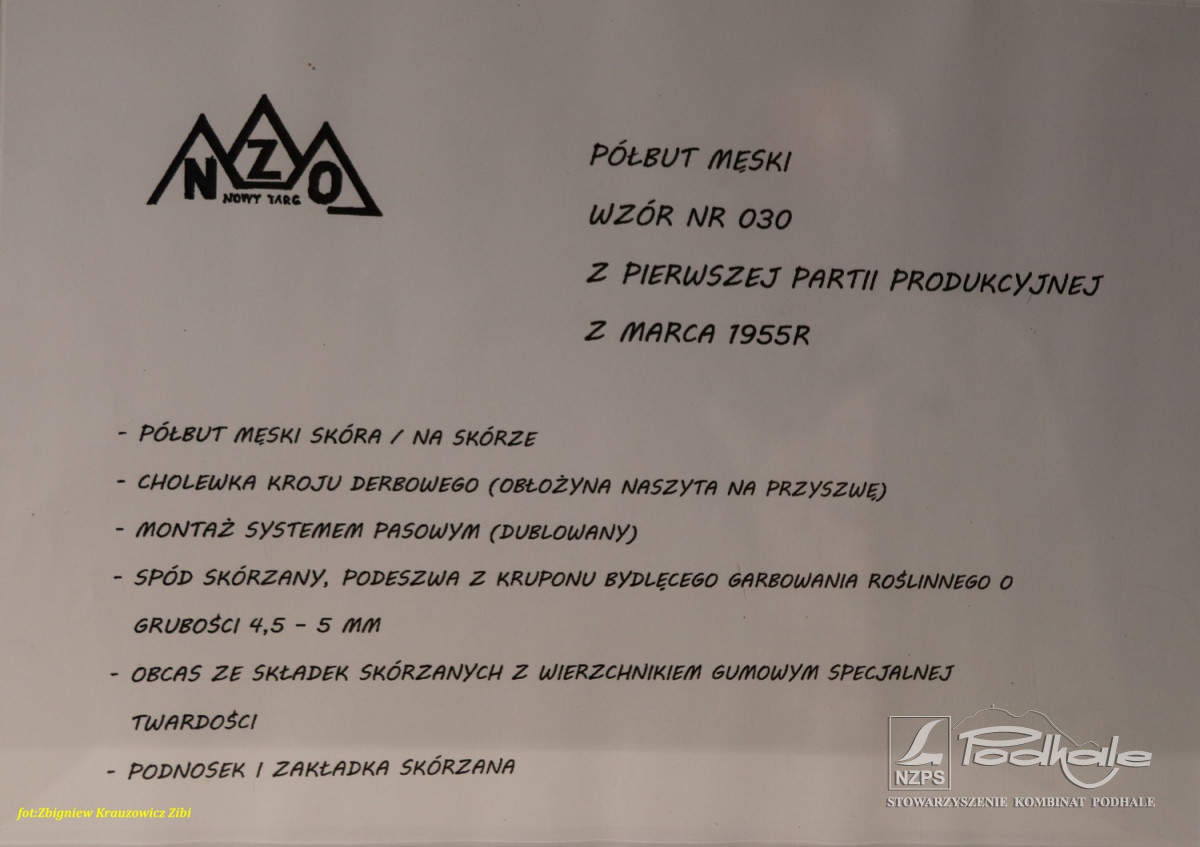 NZO
NOWY TARG
PÓŁBUT MĘSKI
WZÓR NR 030
Z PIERWSZEJ PARTII PRODUKCYJNEJ
Z MARCA 1955R
- PÓŁBUT MĘSKI SKÓRA / NA SKÓRZE
- CHOLEWKA KROJU DERBOWEGO (OBŁOŻYNA NASZYTA NA PRZYSZWĘ)
- MONTAŻ SYSTEMEM PASOWYM (DUBLOWANY)
- SPÓD SKÓRZANY, PODESZWA Z KRUPONU BYDLĘCEGO GARBOWANIA ROŚLINNEGO O
GRUBOŚCI 4,5 – 5 MM
- OBCAS ZE SKŁADEK SKÓRZANYCH Z WIERZCHNIKIEM GUMOWYM SPECJALNEJ
TWARDOŚCI
- PODNOSEK I ZAKŁADKA SKÓRZANA
NZPS Podhale
STOWARZYSZENIE KOMBINAT PODHALE
fot:Zbigniew Krauzowicz Zibi